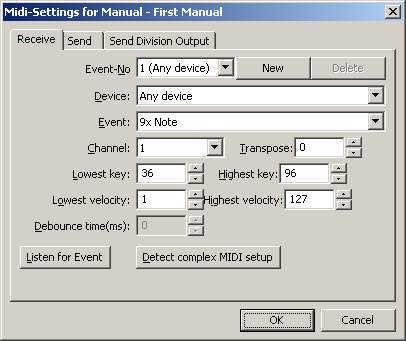 Midi-Settings for Manual - First Manual
Receive Send Send Division Output
Event-No 1 (Any device) New Delete
Device: Any device
Event: 9x Note
Channel: 1 Transpose: 0
Lowest key: 36 Highest key: 96
Lowest velocity: 1 Highest velocity: 127
Debounce time(ms): 0
Listen for Event Detect complex MIDI setup
OK Cancel